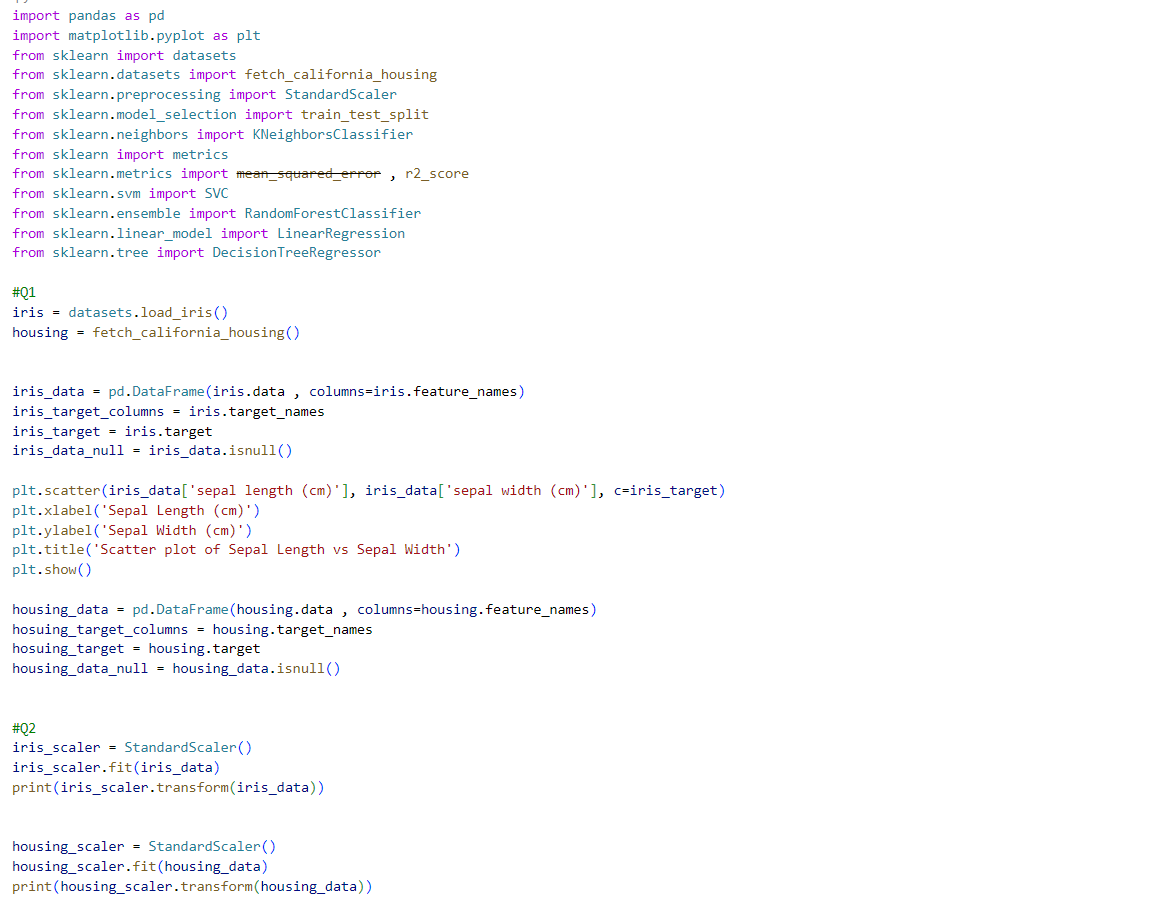 import pandas as pd
import matplotlib.pyplot as plt
from sklearn import datasets
from sklearn.datasets import fetch_california_housing
from sklearn.preprocessing import StandardScaler
from sklearn.model_selection import train_test_split
from sklearn.neighbors import KNeighborsClassifier
from sklearn import metrics
from sklearn.metrics import mean_squared_error , r2_score
from sklearn.svm import SVC
from sklearn.ensemble import RandomForestClassifier
from sklearn.linear_model import LinearRegression
from sklearn.tree import DecisionTreeRegressor
#Q1
iris = datasets.load_iris()
housing = fetch_california_housing()
iris_data = pd.DataFrame(iris.data , columns=iris.feature_names)
iris_target_columns = iris.target_names
iris_target = iris.target
iris_data_null = iris_data.isnull()
plt.scatter(iris_data['sepal length (cm)'], iris_data['sepal width (cm)'], c=iris_target)
plt.xlabel('Sepal Length (cm)')
plt.ylabel('Sepal Width (cm)')
plt.title('Scatter plot of Sepal Length vs Sepal Width')
plt.show()
housing_data = pd.DataFrame(housing.data , columns=housing.feature_names)
hosuing_target_columns = housing.target_names
hosuing_target = housing.target
housing_data_null = housing_data.isnull()
#Q2
iris_scaler = StandardScaler()
iris_scaler.fit(iris_data)
print(iris_scaler.transform(iris_data))
housing_scaler = StandardScaler()
housing_scaler.fit(housing_data)
print(housing_scaler.transform(housing_data))